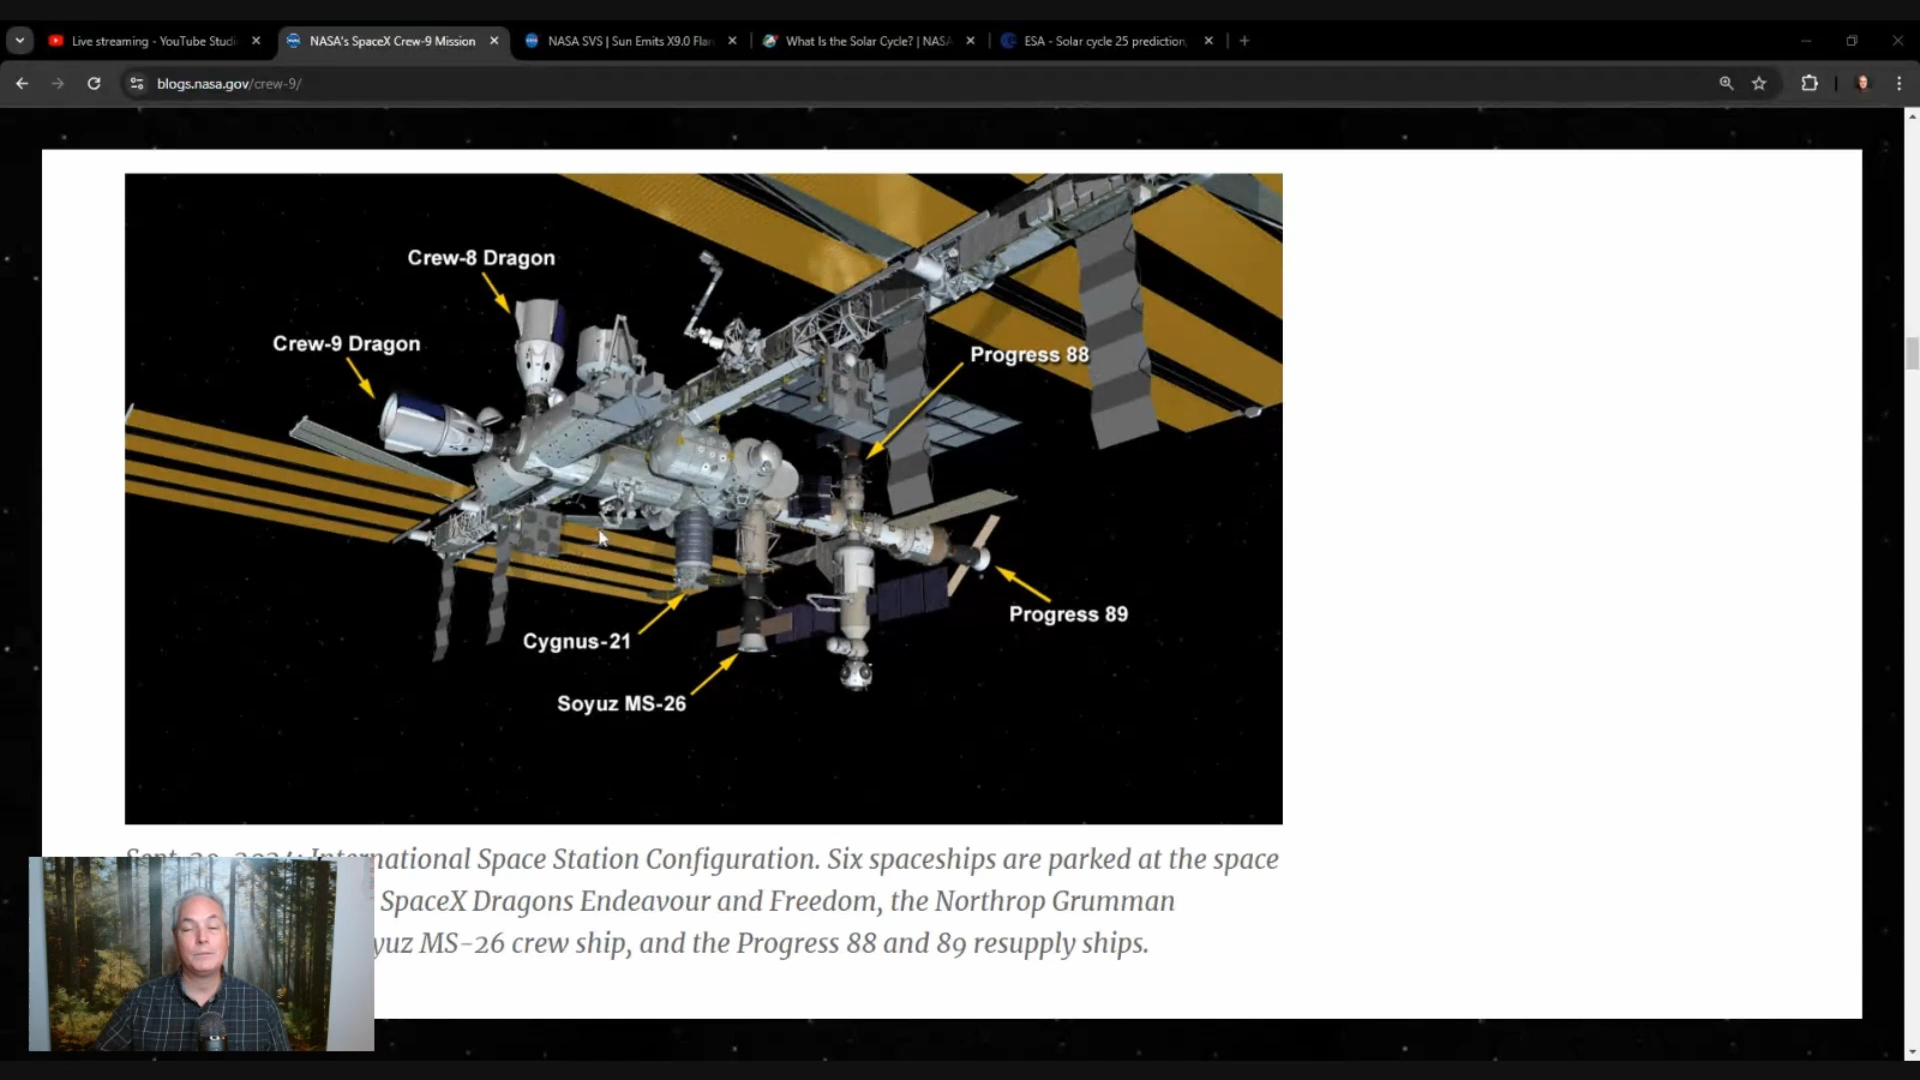 Live streaming - YouTube Studi
NASA's SpaceX Crew-9 Mission
NASA SVS | Sun Emits X9.0 Flar
What Is the Solar Cycle? | NASA
ESA - Solar cycle 25 prediction,
blogs.nasa.gov/crew-9/
Crew-8 Dragon
Crew-9 Dragon
Progress 88
Progress 89
Cygnus-21
Soyuz MS-26
International Space Station Configuration. Six spaceships are parked at the space
SpaceX Dragons Endeavour and Freedom, the Northrop Grumman
yuz MS-26 crew ship, and the Progress 88 and 89 resupply ships.